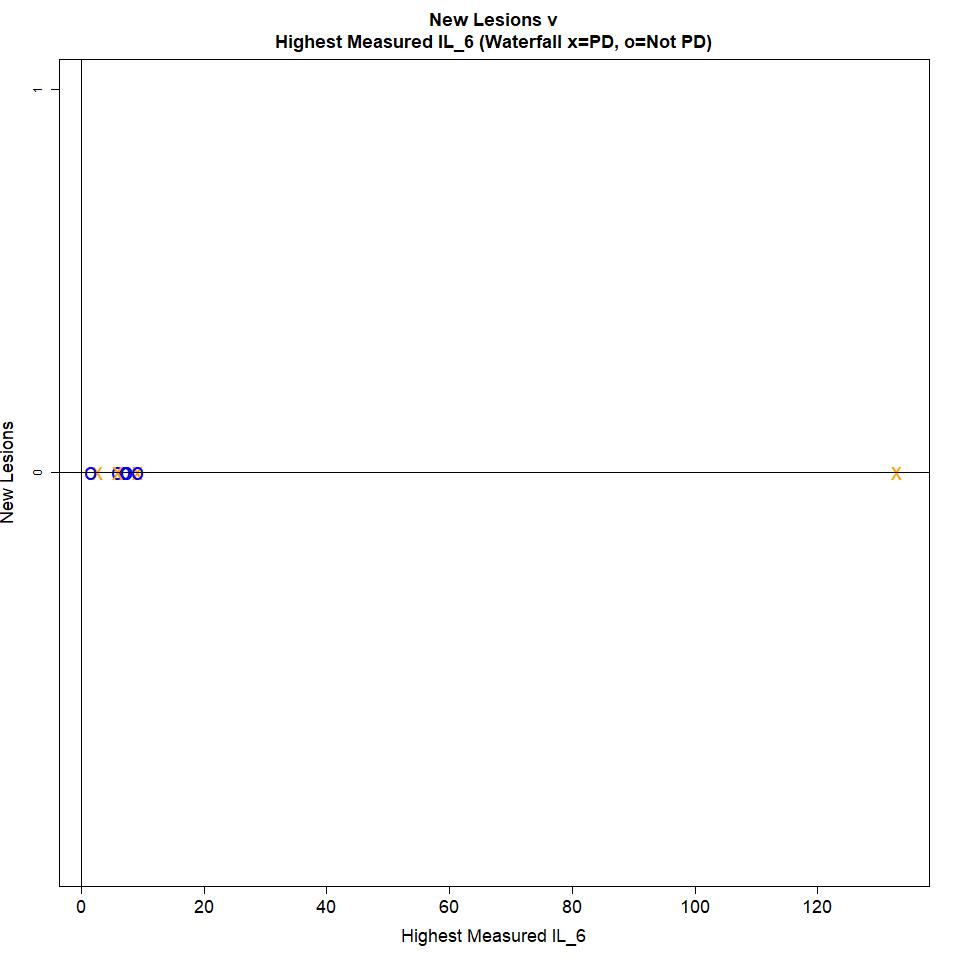 New Lesions v
Highest Measured IL_6 (Waterfall x=PD, o=Not PD)
1
0
New Lesions
0 20 40 60 80 100 120
Highest Measured IL_6